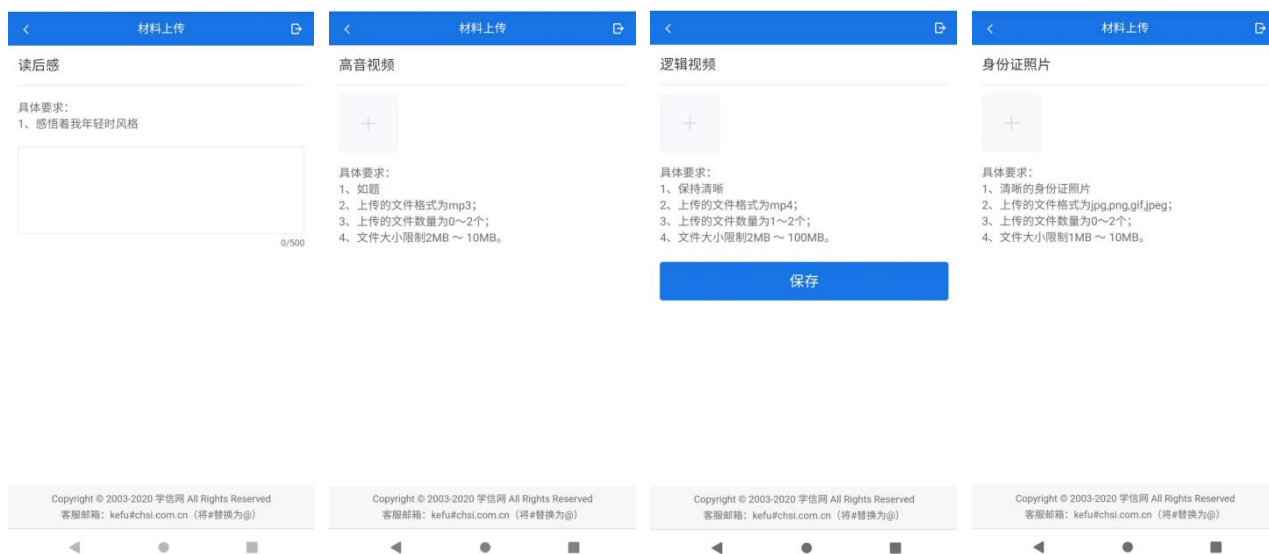 材料上传
读后感
具体要求：
1、感悟着我年轻时风格
0/500
Copyright © 2003-2020 学信网 All Rights Reserved
客服邮箱：kefu#chsi.com.cn（将#替换为@）
材料上传
高音视频
具体要求：
1、如题
2、上传的文件格式为mp3；
3、上传的文件数量为0～2个；
4、文件大小限制2MB ～ 10MB。
Copyright © 2003-2020 学信网 All Rights Reserved
客服邮箱：kefu#chsi.com.cn（将#替换为@）
逻辑视频
具体要求：
1、保持清晰
2、上传的文件格式为mp4；
3、上传的文件数量为1～2个；
4、文件大小限制2MB ～ 100MB。
保存
Copyright © 2003-2020 学信网 All Rights Reserved
客服邮箱：kefu#chsi.com.cn（将#替换为@）
材料上传
身份证照片
具体要求：
1、清晰的身份证照片
2、上传的文件格式为jpg,png,gif,jpeg；
3、上传的文件数量为0～2个；
4、文件大小限制1MB ～ 10MB。
Copyright © 2003-2020 学信网 All Rights Reserved
客服邮箱：kefu#chsi.com.cn（将#替换为@）